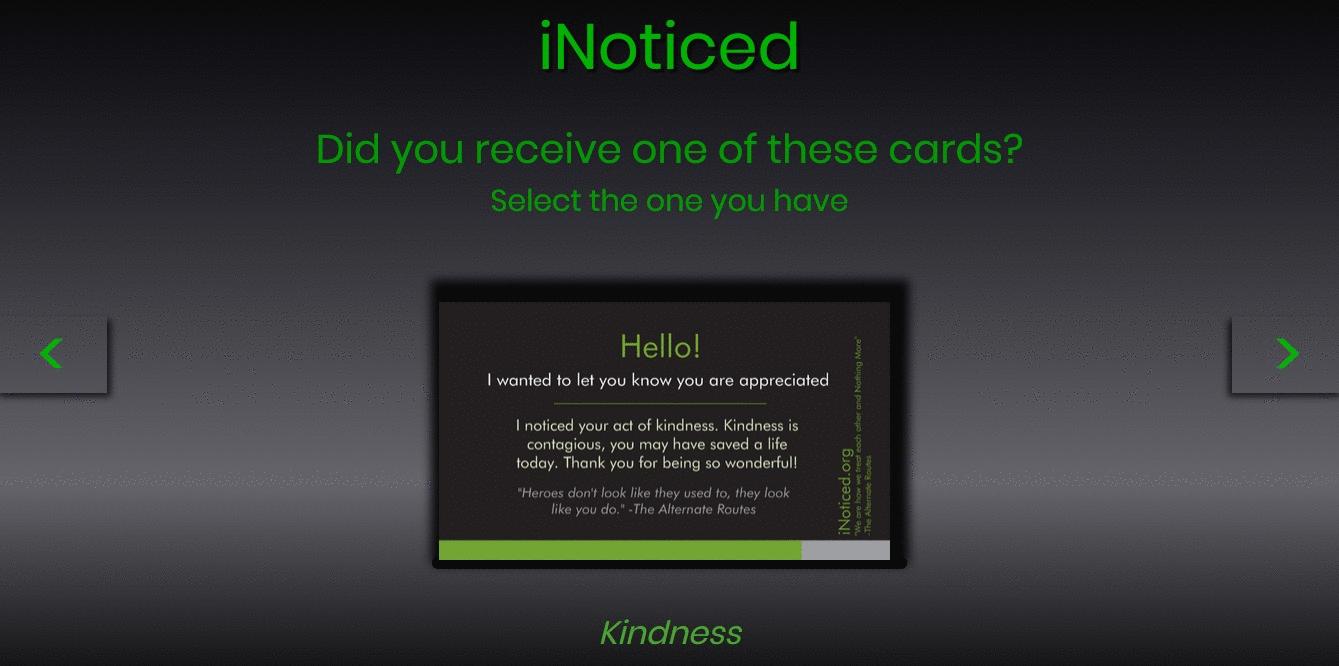 iNoticed
Did you receive one of these cards?
Select the one you have
Hello!
I wanted to let you know you are appreciated
I noticed your act of kindness. Kindness is
contagious, you may have saved a life
today. Thank you for being so wonderful!
"Heroes don't look like they used to, they look
like you do." -The Alternate Routes
iNoticed.org
"We are how we treat each other and Nothing More"
-The Alternate Routes
Kindness